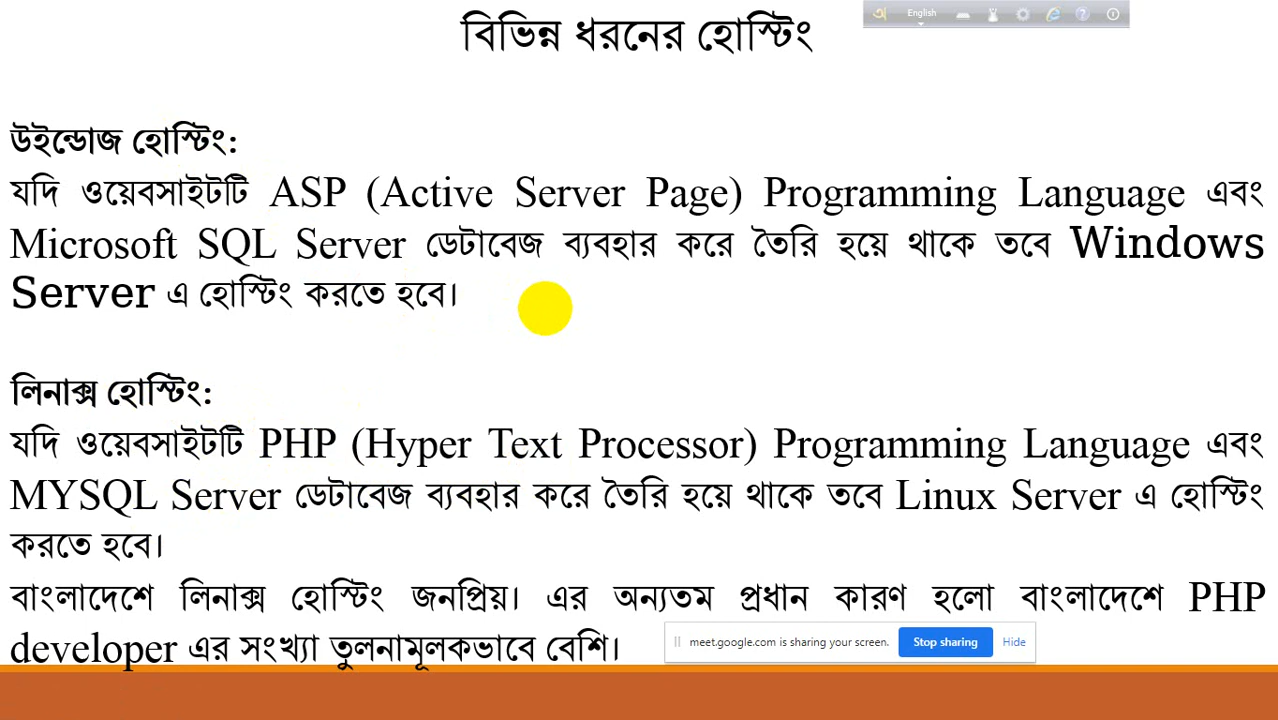 বিভিন্ন ধরনের হোস্টিং
English
উইন্ডোজ হোস্টিং:
যদি ওয়েবসাইটটি ASP (Active Server Page) Programming Language এবং
Microsoft SQL Server ডেটাবেজ ব্যবহার করে তৈরি হয়ে থাকে তবে Windows
Server এ হোস্টিং করতে হবে।
লিনাক্স হোস্টিং:
যদি ওয়েবসাইটটি PHP (Hyper Text Processor) Programming Language এবং
MYSQL Server ডেটাবেজ ব্যবহার করে তৈরি হয়ে থাকে তবে Linux Server এ হোস্টিং
করতে হবে।
বাংলাদেশে লিনাক্স হোস্টিং জনপ্রিয়। এর অন্যতম প্রধান কারণ হলো বাংলাদেশে PHP
developer এর সংখ্যা তুলনামূলকভাবে বেশি।
meet.google.com is sharing your screen. Stop sharing Hide